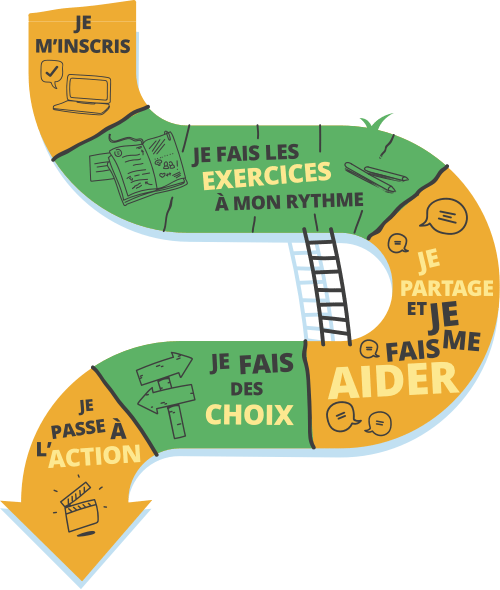 JE
M'INSCRIS
JE FAIS LES
EXERCICES
À MON RYTHME
JE
PARTAGE
ET JE
ME
FAIS
AIDER
JE FAIS
DES
CHOIX
JE
PASSE À
L'ACTION